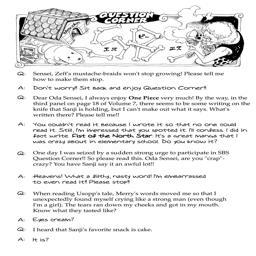 QUESTION CORNER
Q: Sensei, Zeff's mustache-braids won't stop growing! Please tell me
how to make them stop.
A: Don't worry! Sit back and enjoy Question Corner!!
Q: Dear Oda Sensei, I always enjoy One Piece very much! By the way, in the
third panel on page 18 of Volume 7, there seems to be some writing on the
knife that Sanji is holding, but I can't make out what it says. What's
written there? Please tell me!!
A: You couldn't read it because I wrote it so that no one could
read it. Still, I'm impressed that you spotted it. I'll confess. I did in
fact write Fist of the North Star. It's a great manga that I
was crazy about in elementary school. Do you know it?
Q: One day I was seized by a sudden strong urge to participate in SBS
Question Corner!! So please read this. Oda Sensei, are you "crap-
crazy? You have Sanji say it an awful lot!!
A: Heavens! What a filthy, nasty word! I'm embarrassed
to even read it!! Please stop!!
Q: When reading Usopp's tale, Merry's words moved me so that I
unexpectedly found myself crying like a strong man (even though
I'm a girl). The tears ran down my cheeks and got in my mouth.
Know what they tasted like?
A: Eyes Cream?
Q: I heard that Sanji's favorite snack is cake.
A: It is?